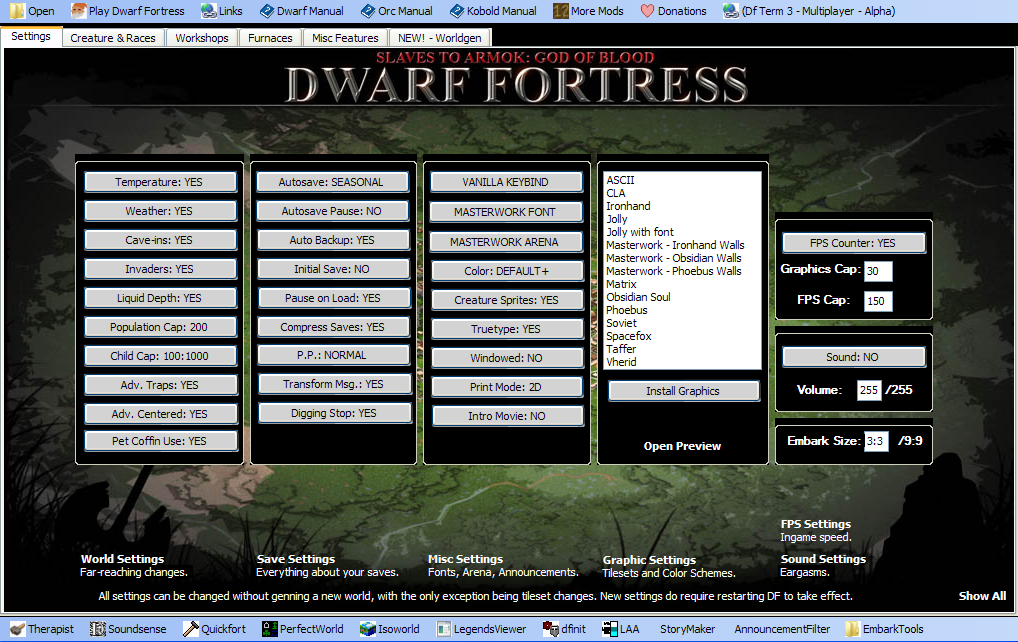 Open Play Dwarf Fortress Links Dwarf Manual Orc Manual Kobold Manual More Mods Donations (Df Term 3 - Multiplayer - Alpha)
Settings Creature & Races Workshops Furnaces Misc Features NEW! - Worldgen
SLAVES TO ARMOK: GOD OF BLOOD
DWARF FORTRESS
Temperature: YES
Weather: YES
Cave-ins: YES
Invaders: YES
Liquid Depth: YES
Population Cap: 200
Child Cap: 100:1000
Adv. Traps: YES
Adv. Centered: YES
Pet Coffin Use: YES
Autosave: SEASONAL
Autosave Pause: NO
Auto Backup: YES
Initial Save: NO
Pause on Load: YES
Compress Saves: YES
P.P.: NORMAL
Transform Msg.: YES
Digging Stop: YES
VANILLA KEYBIND
MASTERWORK FONT
MASTERWORK ARENA
Color: DEFAULT+
Creature Sprites: YES
Truetype: YES
Windowed: NO
Print Mode: 2D
Intro Movie: NO
ASCII
CLA
Ironhand
Jolly
Jolly with font
Masterwork - Ironhand Walls
Masterwork - Obsidian Walls
Masterwork - Phoebus Walls
Matrix
Obsidian Soul
Phoebus
Soviet
Spacefox
Taffer
Vherid
Install Graphics
Open Preview
FPS Counter: YES
Graphics Cap: 30
FPS Cap: 150
Sound: NO
Volume: 255 /255
Embark Size: 3:3 /9:9
World Settings
Far-reaching changes.
Save Settings
Everything about your saves.
Misc Settings
Fonts, Arena, Announcements.
Graphic Settings
Tilesets and Color Schemes.
FPS Settings
Ingame speed.
Sound Settings
Eargasms.
All settings can be changed without genning a new world, with the only exception being tileset changes. New settings do require restarting DF to take effect.
Show All
Therapist Soundsense Quickfort PerfectWorld Isoworld LegendsViewer dfinit LAA StoryMaker AnnouncementFilter EmbarkTools